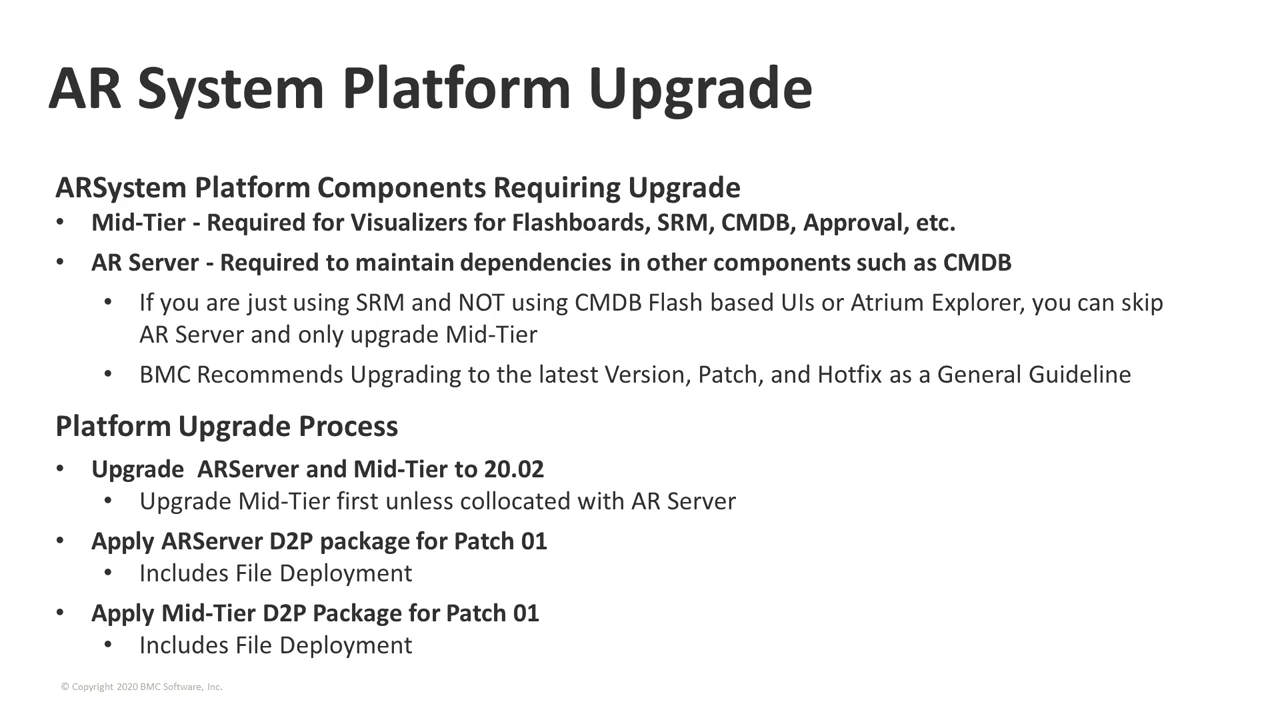 AR System Platform Upgrade
ARSystem Platform Components Requiring Upgrade
• Mid-Tier - Required for Visualizers for Flashboards, SRM, CMDB, Approval, etc.
• AR Server - Required to maintain dependencies in other components such as CMDB
• If you are just using SRM and NOT using CMDB Flash based UIs or Atrium Explorer, you can skip
AR Server and only upgrade Mid-Tier
• BMC Recommends Upgrading to the latest Version, Patch, and Hotfix as a General Guideline
Platform Upgrade Process
• Upgrade  ARServer and Mid-Tier to 20.02
• Upgrade Mid-Tier first unless collocated with AR Server
• Apply ARServer D2P package for Patch 01
• Includes File Deployment
• Apply Mid-Tier D2P Package for Patch 01
• Includes File Deployment
© Copyright 2020 BMC Software, Inc.